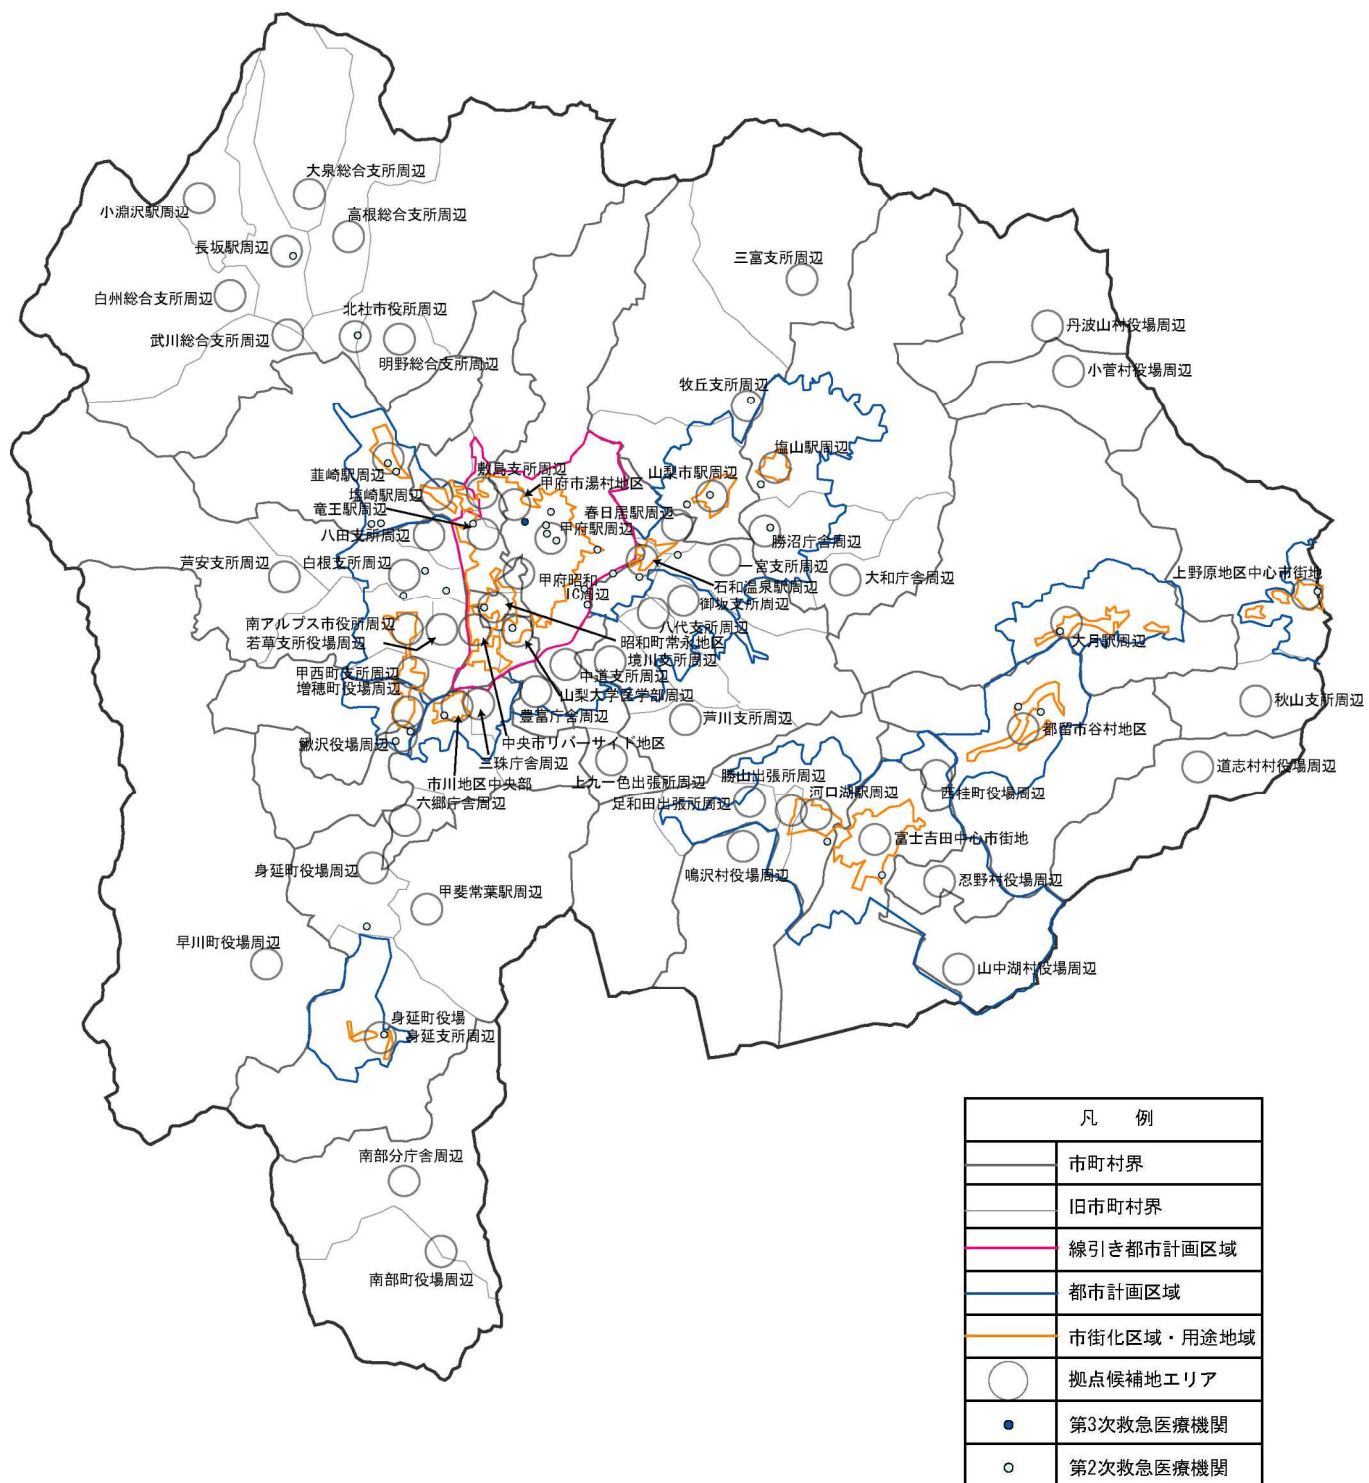 大泉総合支所周辺
小淵沢駅周辺
高根総合支所周辺
長坂駅周辺
三富支所周辺
白州総合支所周辺
北杜市役所周辺
丹波山村役場周辺
武川総合支所周辺
明野総合支所周辺
小菅村役場周辺
牧丘支所周辺
塩山駅周辺
敷島支所周辺
山梨市駅周辺
韮崎駅周辺
甲府市湯村地区
塩崎駅周辺
竜王駅周辺
春日居駅周辺
甲府駅周辺
八田支所周辺
勝沼庁舎周辺
芦安支所周辺
白根支所周辺
一宮支所周辺
大和庁舎周辺
上野原地区中心市街地
甲府昭和
IC周辺
石和温泉駅周辺
御坂支所周辺
南アルプス市役所周辺
八代支所周辺
若草支所役場周辺
昭和町常永地区
大月駅周辺
境川支所周辺
甲西町支所周辺
中道支所周辺
増穂町役場周辺
山梨大学医学部周辺
秋山支所周辺
豊富庁舎周辺
芦川支所周辺
都留市谷村地区
鰍沢役場周辺
中央市リバーサイド地区
三珠庁舎周辺
道志村村役場周辺
市川地区中央部
上九一色出張所周辺
勝山出張所周辺
河口湖駅周辺
西桂町役場周辺
六郷庁舎周辺
足和田出張所周辺
富士吉田中心市街地
身延町役場周辺
鳴沢村役場周辺
忍野村役場周辺
甲斐常葉駅周辺
早川町役場周辺
山中湖村役場周辺
身延町役場
身延支所周辺
南部分庁舎周辺
南部町役場周辺
凡　例
市町村界
旧市町村界
線引き都市計画区域
都市計画区域
市街化区域・用途地域
拠点候補地エリア
第3次救急医療機関
第2次救急医療機関